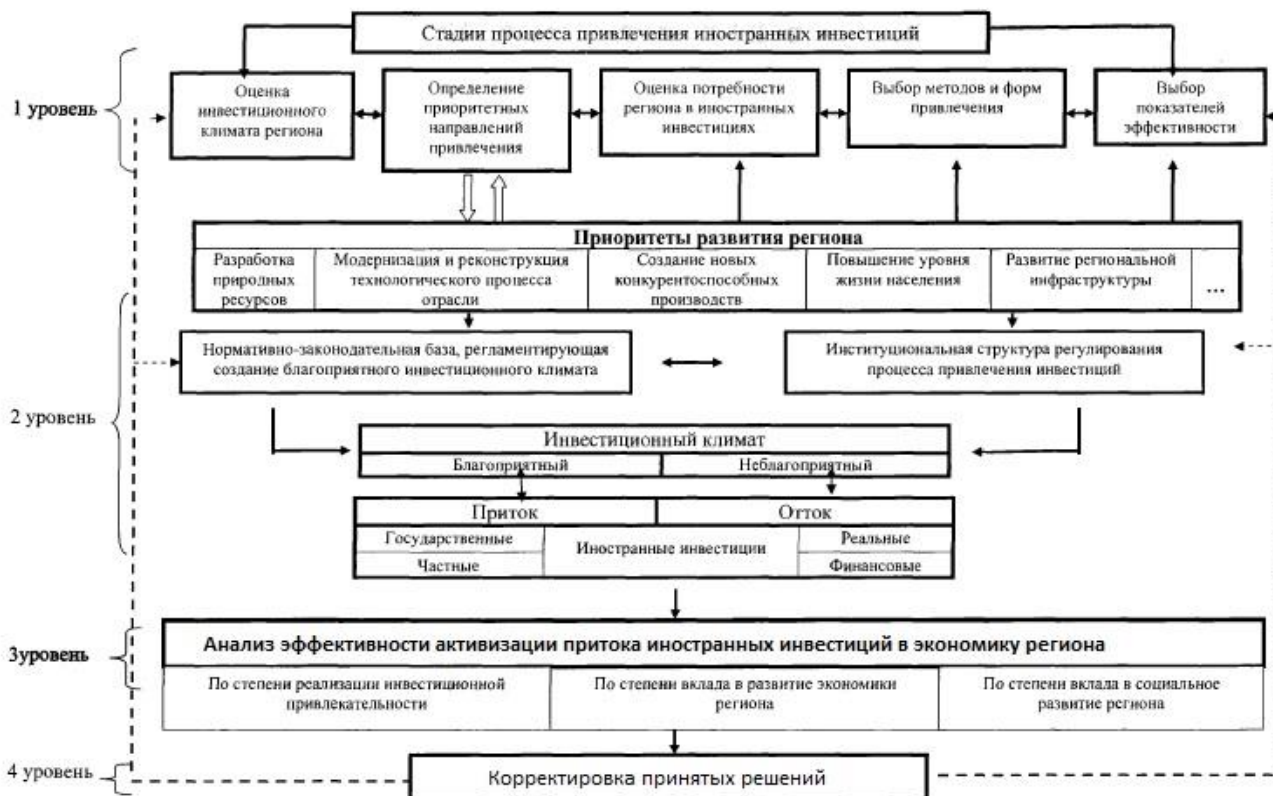 Стадии процесса привлечения иностранных инвестиций
1 уровень
Оценка
инвестиционного
климата региона
Определение
приоритетных
направлений
привлечения
Оценка потребности
региона в иностранных
инвестициях
Выбор методов и форм
привлечения
Выбор
показателей
эффективности
Приоритеты развития региона
Разработка
природных
ресурсов
Модернизация и реконструкция
технологического процесса
отрасли
Создание новых
конкурентоспособных
производств
Повышение уровня
жизни населения
Развитие региональной
инфраструктуры
...
2 уровень
Нормативно-законодательная база, регламентирующая
создание благоприятного инвестиционного климата
Институциональная структура регулирования
процесса привлечения инвестиций
Инвестиционный климат
Благоприятный
Неблагоприятный
Приток
Отток
Государственные
Частные
Иностранные инвестиции
Реальные
Финансовые
3уровень
Анализ эффективности активизации притока иностранных инвестиций в экономику региона
По степени реализации инвестиционной
привлекательности
По степени вклада в развитие экономики
региона
По степени вклада в социальное
развитие региона
4 уровень
Корректировка принятых решений